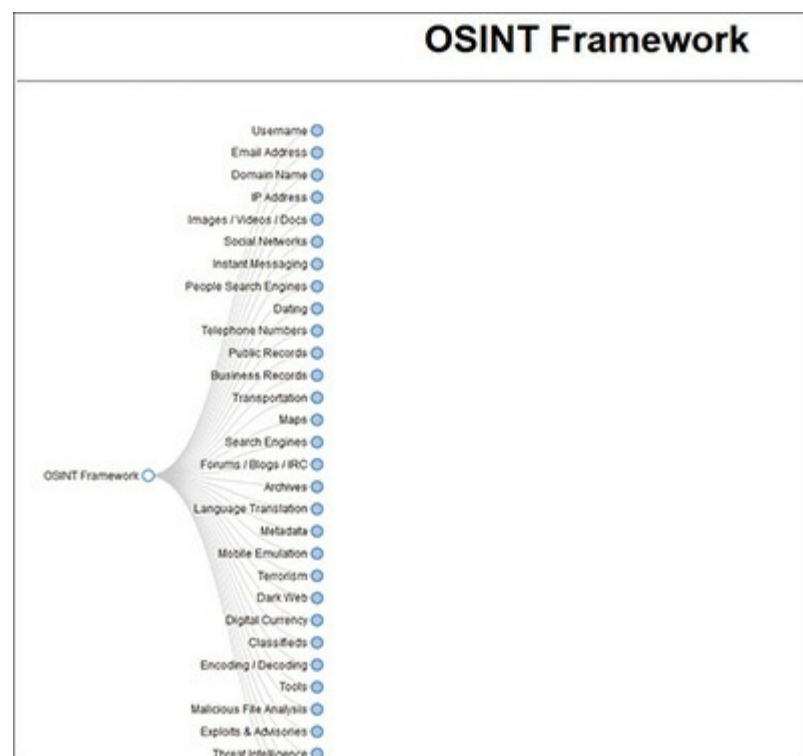 OSINT Framework
Username
Email Address
Domain Name
IP Address
Images / Videos / Docs
Social Networks
Instant Messaging
People Search Engines
Dating
Telephone Numbers
Public Records
Business Records
Transportation
Maps
Search Engines
Forums / Blogs / IRC
OSINT Framework
Archives
Language Translation
Metadata
Mobile Emulation
Terrorism
Dark Web
Digital Currency
Classifieds
Encoding / Decoding
Tools
Malicious File Analysis
Exploits & Advisories
Threat Intelligence